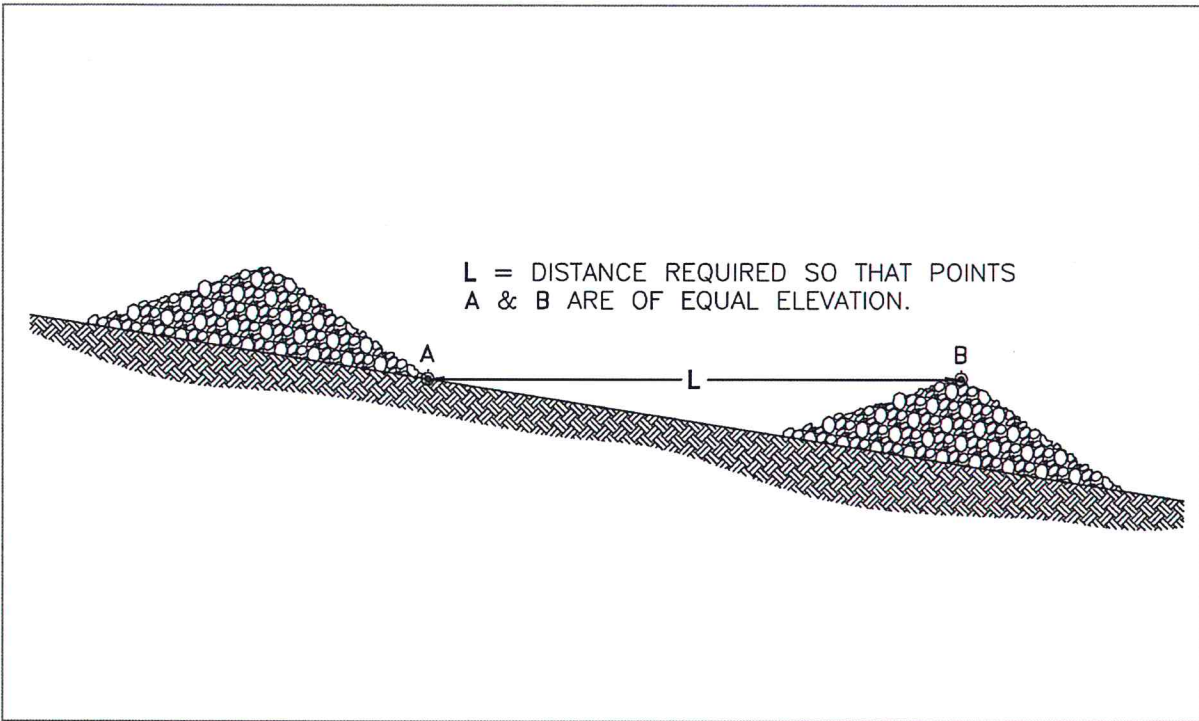 L = DISTANCE REQUIRED SO THAT POINTS
A & B ARE OF EQUAL ELEVATION.
A
B
L